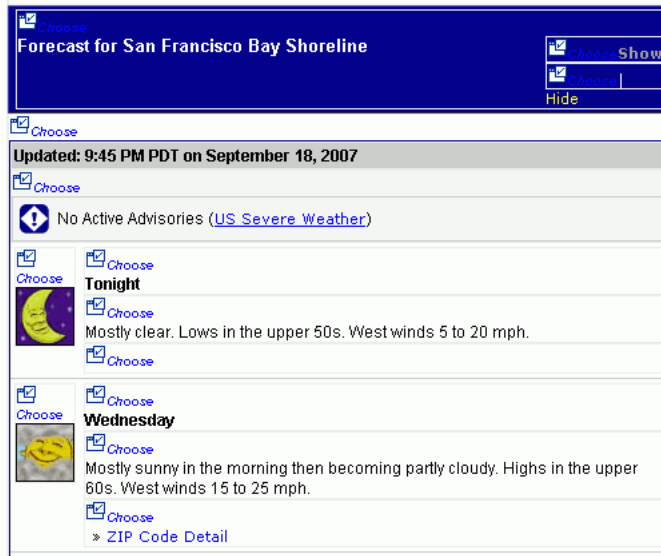 Choose
Forecast for San Francisco Bay Shoreline
Choose Show
Choose
Hide
Choose
Updated: 9:45 PM PDT on September 18, 2007
Choose
No Active Advisories (US Severe Weather)
Choose
Choose
Tonight
Choose
Mostly clear. Lows in the upper 50s. West winds 5 to 20 mph.
Choose
Choose
Choose
Wednesday
Choose
Mostly sunny in the morning then becoming partly cloudy. Highs in the upper
60s. West winds 15 to 25 mph.
Choose
» ZIP Code Detail